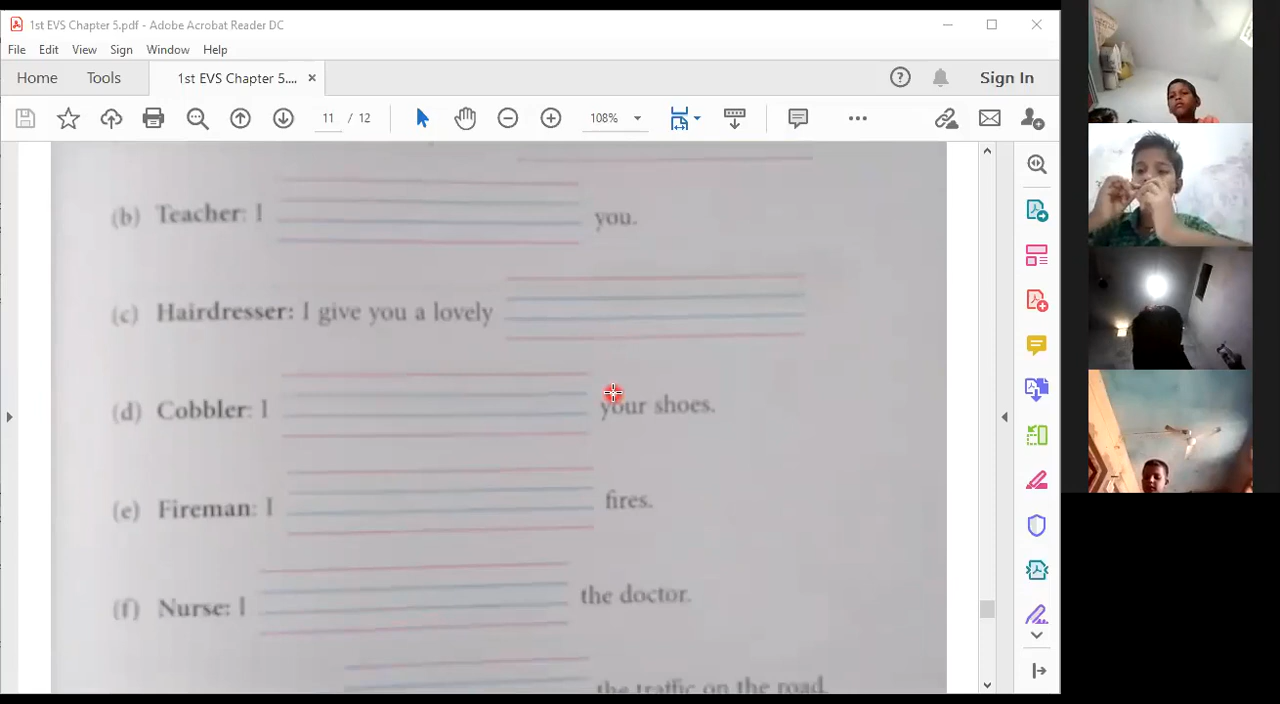 1st EVS Chapter 5.pdf - Adobe Acrobat Reader DC
File Edit View Sign Window Help
Home Tools 1st EVS Chapter 5.... × Sign In
11 / 12 108%
(b) Teacher: I you.
(c) Hairdresser: I give you a lovely
(d) Cobbler: I your shoes.
(e) Fireman: I fires.
(f) Nurse: I the doctor.
the traffic on the road.